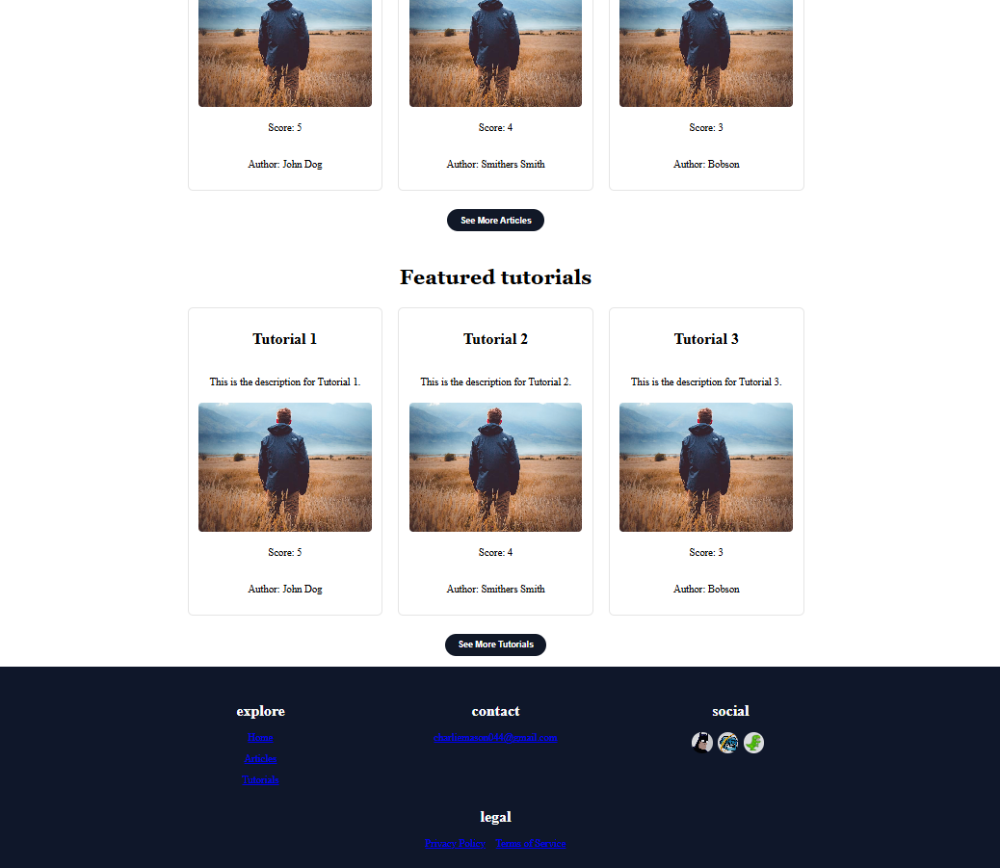 Score: 5
Score: 4
Score: 3
Author: John Dog
Author: Smithers Smith
Author: Bobson
See More Articles
Featured tutorials
Tutorial 1
Tutorial 2
Tutorial 3
This is the description for Tutorial 1.
This is the description for Tutorial 2.
This is the description for Tutorial 3.
Score: 5
Score: 4
Score: 3
Author: John Dog
Author: Smithers Smith
Author: Bobson
See More Tutorials
explore
contact
social
Home
Articles
Tutorials
legal
Privacy Policy
Terms of Service